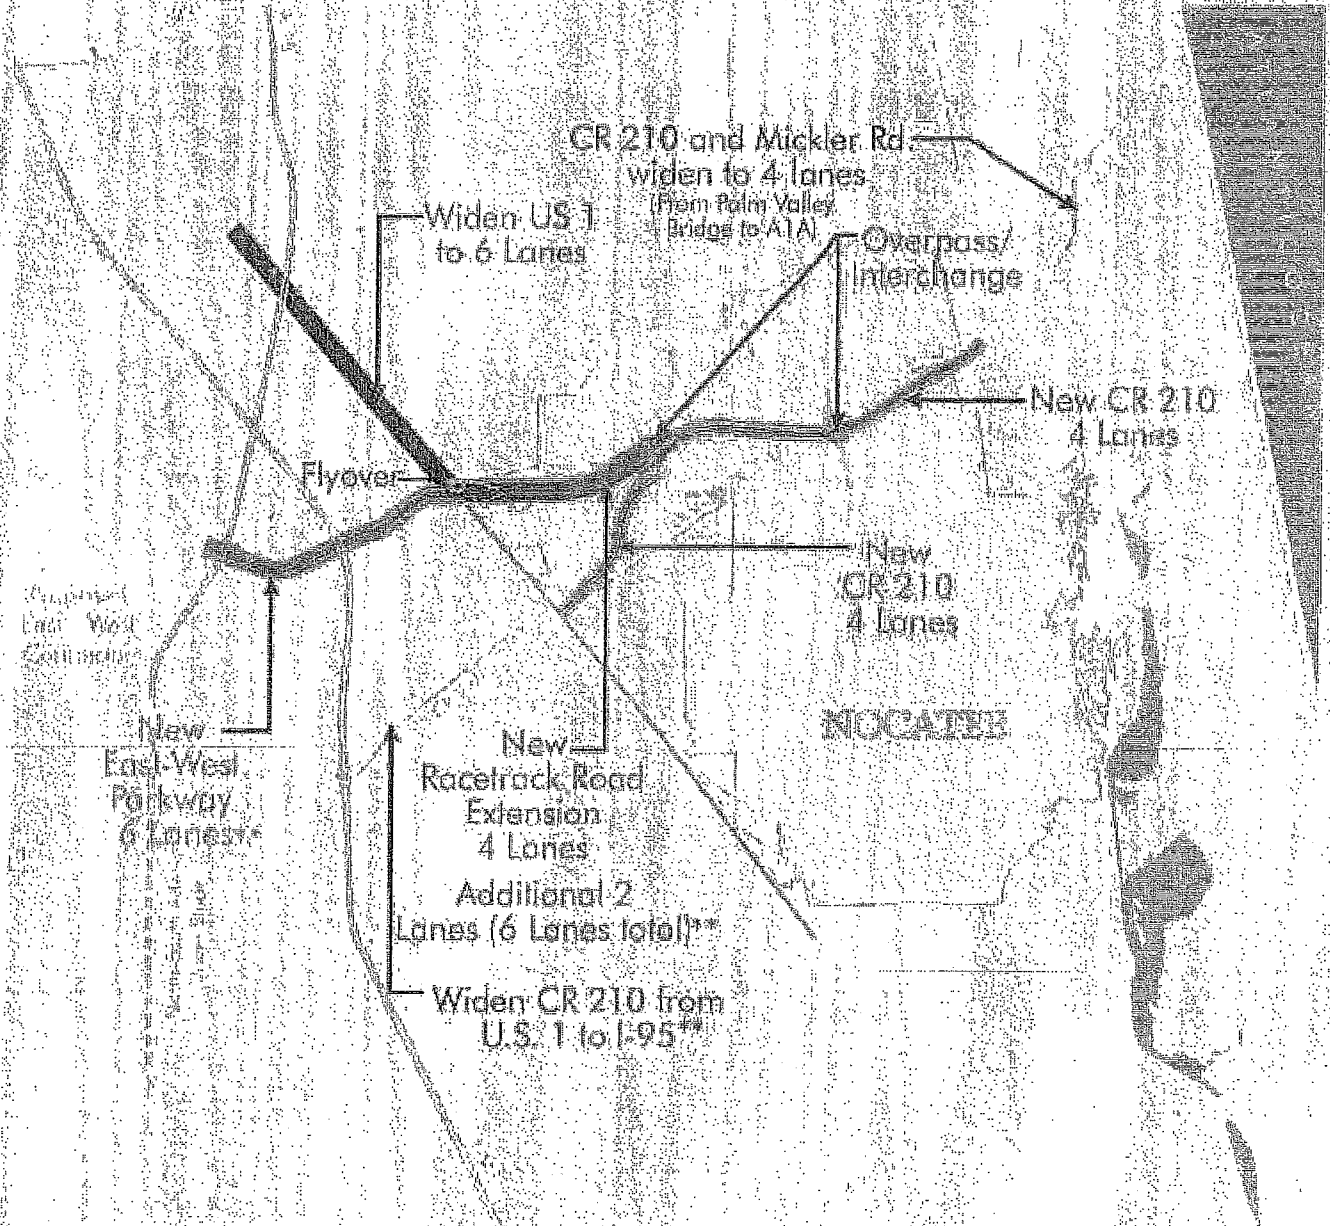 CR 210 and Mickler Rd.
widen to 4 lanes
(From Palm Valley
Bridge to A1A)
Widen US 1
to 6 Lanes
Overpass/
Interchange
New CR 210
4 Lanes
Flyover
New
CR 210
4 Lanes
Proposed
East West
NOCATEE
New
East-West
Parkway
6 Lanes**
New
Racetrack Road
Extension
4 Lanes
Additional 2
Lanes (6 Lanes total)**
Widen CR 210 from
U.S. 1 to I-95**